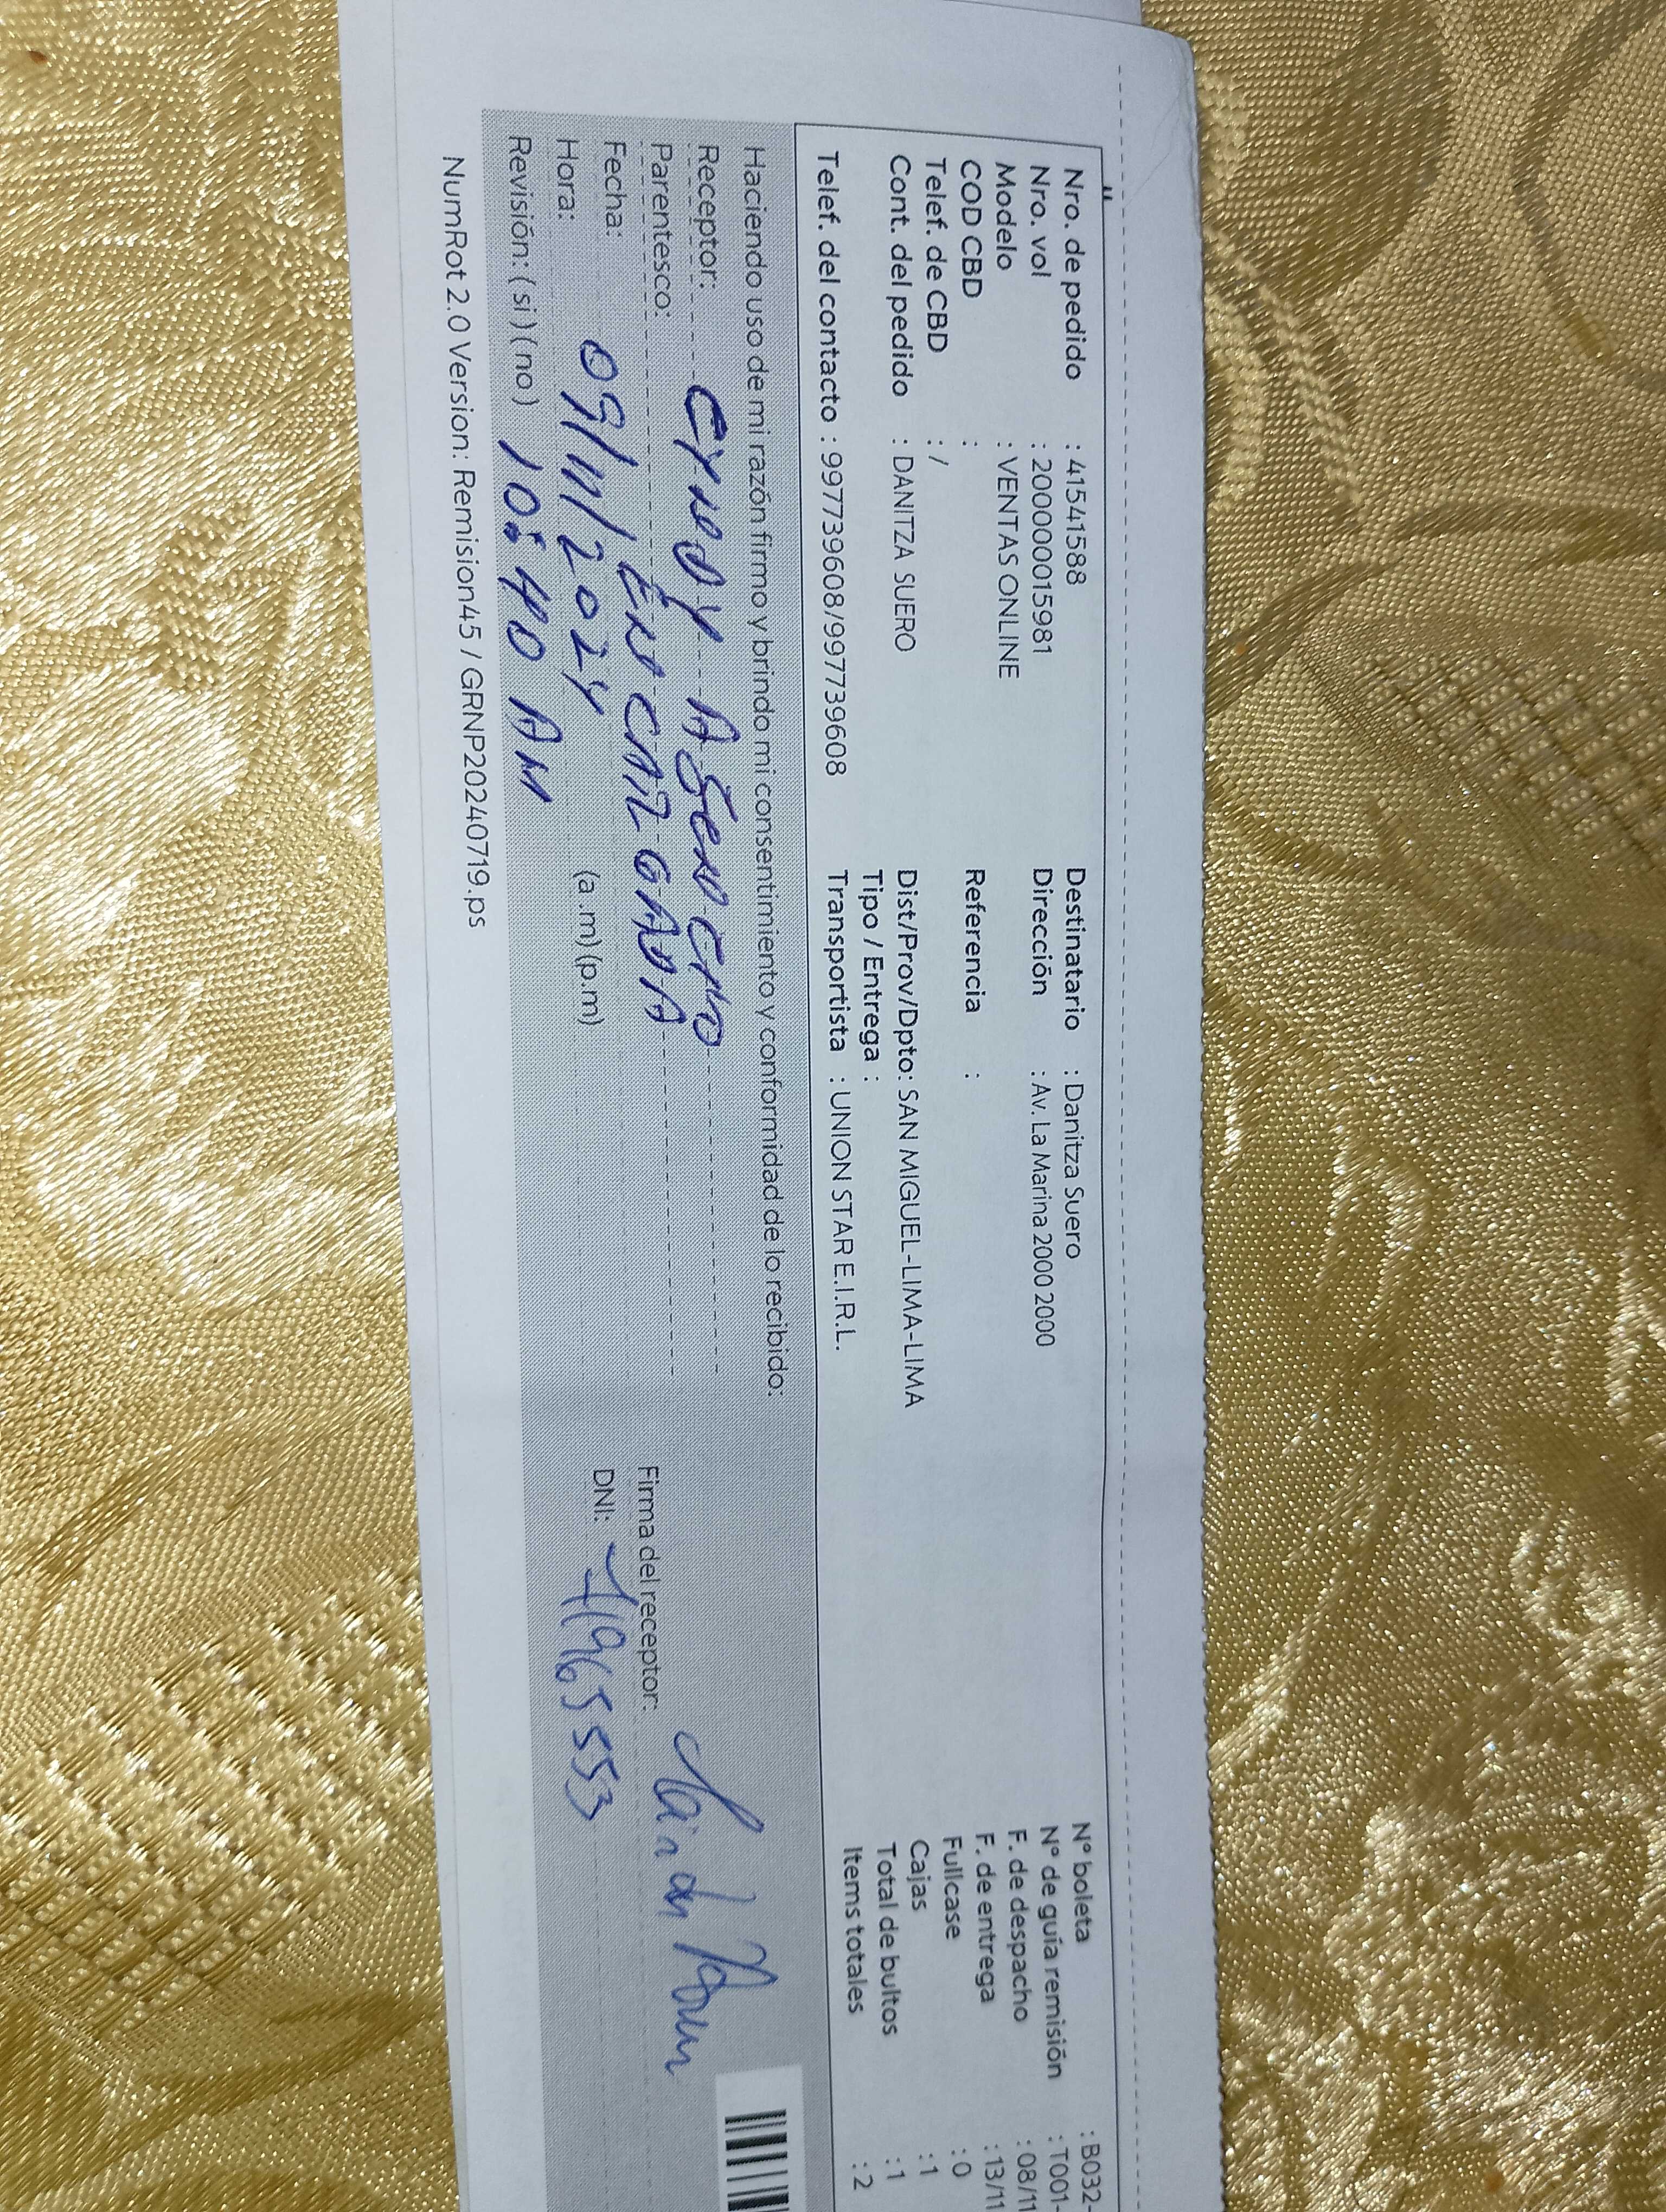 Nro. de pedido : 41541588
Nro. vol : 20000015981
Modelo : VENTAS ONLINE
COD CBD :
Telef. de CBD : /
Cont. del pedido : DANITZA SUERO
Telef. del contacto : 997739608/997739608
Destinatario : Danitza Suero
Dirección : Av. La Marina 2000 2000
Referencia :
Dist/Prov/Dpto: SAN MIGUEL-LIMA-LIMA
Tipo / Entrega :
Transportista : UNION STAR E.I.R.L.
N° boleta : B032-
N° de guía remisión : T001-
F. de despacho : 08/11
F. de entrega : 13/11
Fullcase : 0
Cajas : 1
Total de bultos : 1
Items totales : 2
Haciendo uso de mi razón firmo y brindo mi consentimiento y conformidad de lo recibido:
Receptor: CYNDY ASENCHO
Parentesco: ENCARGADA
Fecha: 09/11/2024
Hora: 10:40 AM (a.m) (p.m)
Revisión: ( si ) ( no )
Firma del receptor:
DNI: 71965553
NumRot 2.0 Version: Remision45 / GRNP20240719.ps